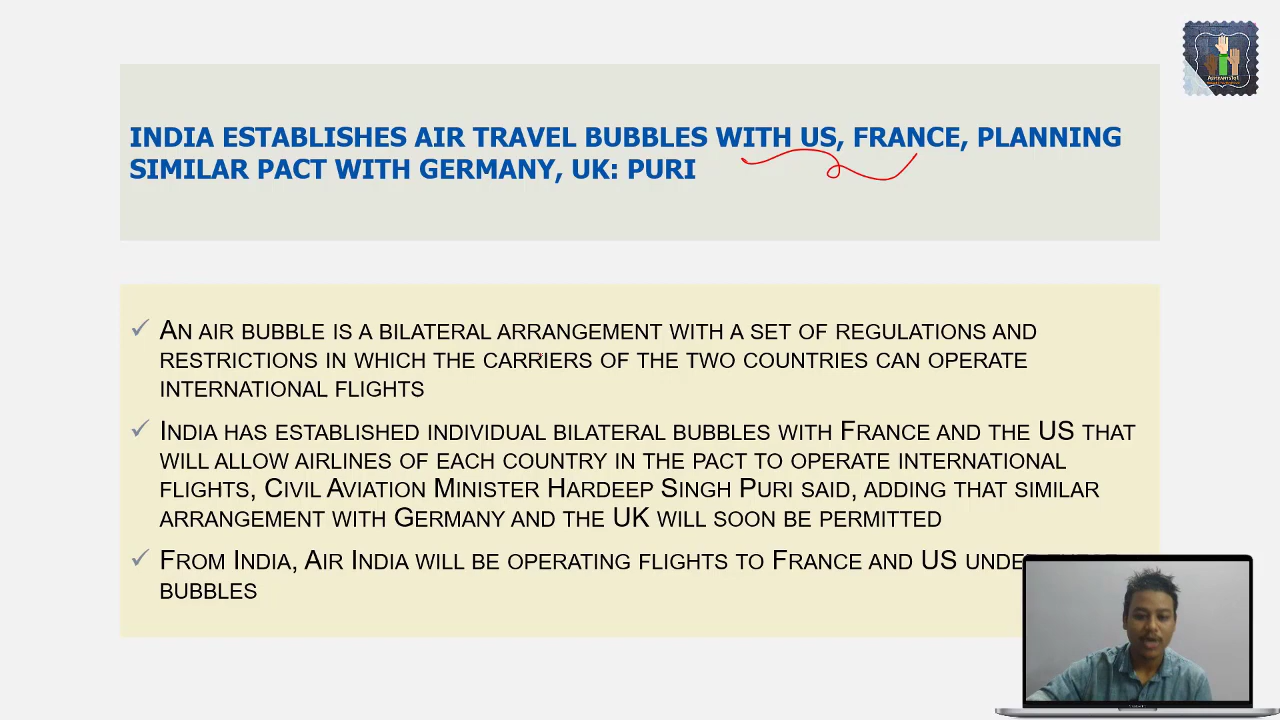 INDIA ESTABLISHES AIR TRAVEL BUBBLES WITH US, FRANCE, PLANNING
SIMILAR PACT WITH GERMANY, UK: PURI
AN AIR BUBBLE IS A BILATERAL ARRANGEMENT WITH A SET OF REGULATIONS AND
RESTRICTIONS IN WHICH THE CARRIERS OF THE TWO COUNTRIES CAN OPERATE
INTERNATIONAL FLIGHTS
INDIA HAS ESTABLISHED INDIVIDUAL BILATERAL BUBBLES WITH FRANCE AND THE US THAT
WILL ALLOW AIRLINES OF EACH COUNTRY IN THE PACT TO OPERATE INTERNATIONAL
FLIGHTS, CIVIL AVIATION MINISTER HARDEEP SINGH PURI SAID, ADDING THAT SIMILAR
ARRANGEMENT WITH GERMANY AND THE UK WILL SOON BE PERMITTED
FROM INDIA, AIR INDIA WILL BE OPERATING FLIGHTS TO FRANCE AND US
BUBBLES